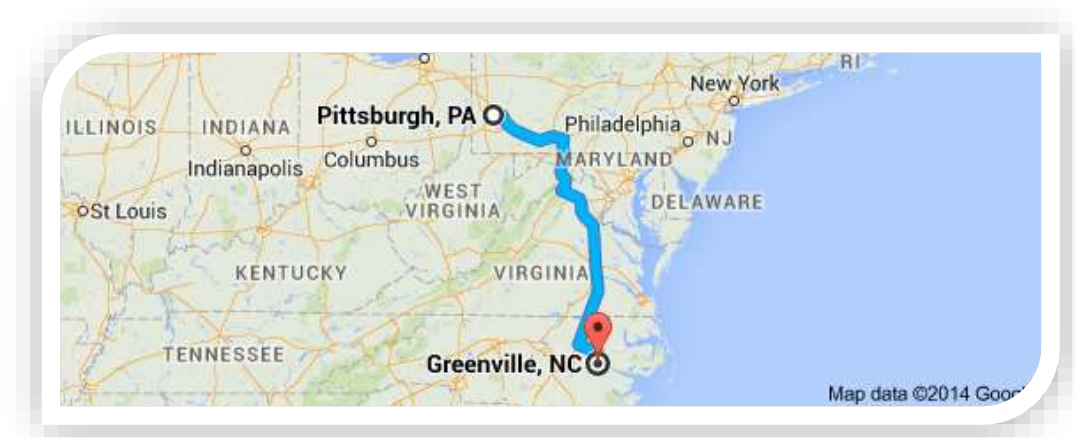 RI
New York
Pittsburgh, PA
Philadelphia
ILLINOIS
INDIANA
NJ
Columbus
MARYLAND
Indianapolis
WEST
VIRGINIA
DELAWARE
St Louis
KENTUCKY
VIRGINIA
TENNESSEE
Greenville, NC
Map data ©2014